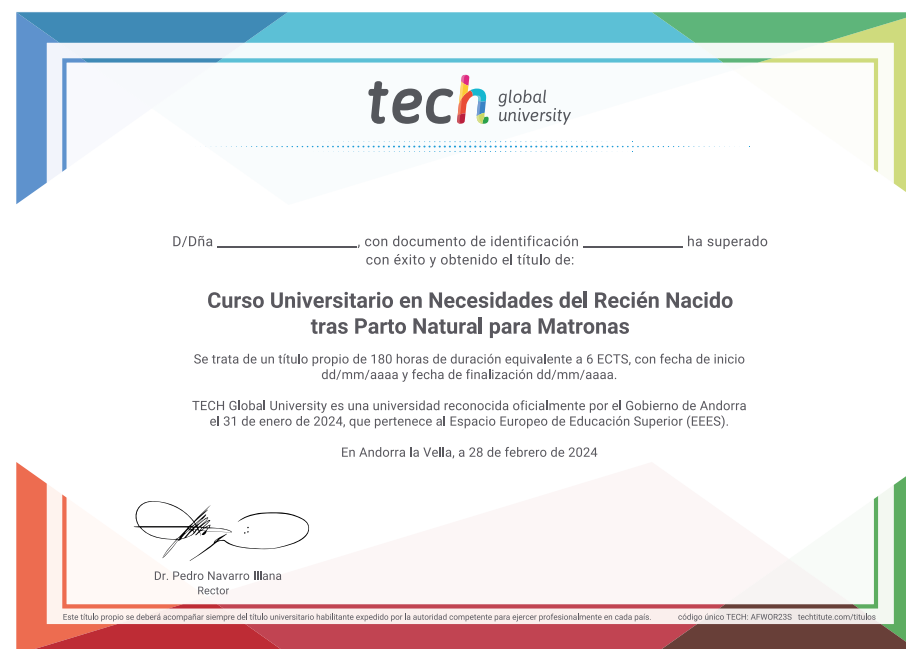 tech global university
D/Dña ____________________, con documento de identificación ______________ ha superado
con éxito y obtenido el título de:
Curso Universitario en Necesidades del Recién Nacido
tras Parto Natural para Matronas
Se trata de un título propio de 180 horas de duración equivalente a 6 ECTS, con fecha de inicio
dd/mm/aaaa y fecha de finalización dd/mm/aaaa.
TECH Global University es una universidad reconocida oficialmente por el Gobierno de Andorra
el 31 de enero de 2024, que pertenece al Espacio Europeo de Educación Superior (EEES).
En Andorra la Vella, a 28 de febrero de 2024
Dr. Pedro Navarro Illana
Rector
Este título propio se deberá acompañar siempre del título universitario habilitante expedido por la autoridad competente para ejercer profesionalmente en cada país. código único TECH: AFWOR23S techtitute.com/titulos